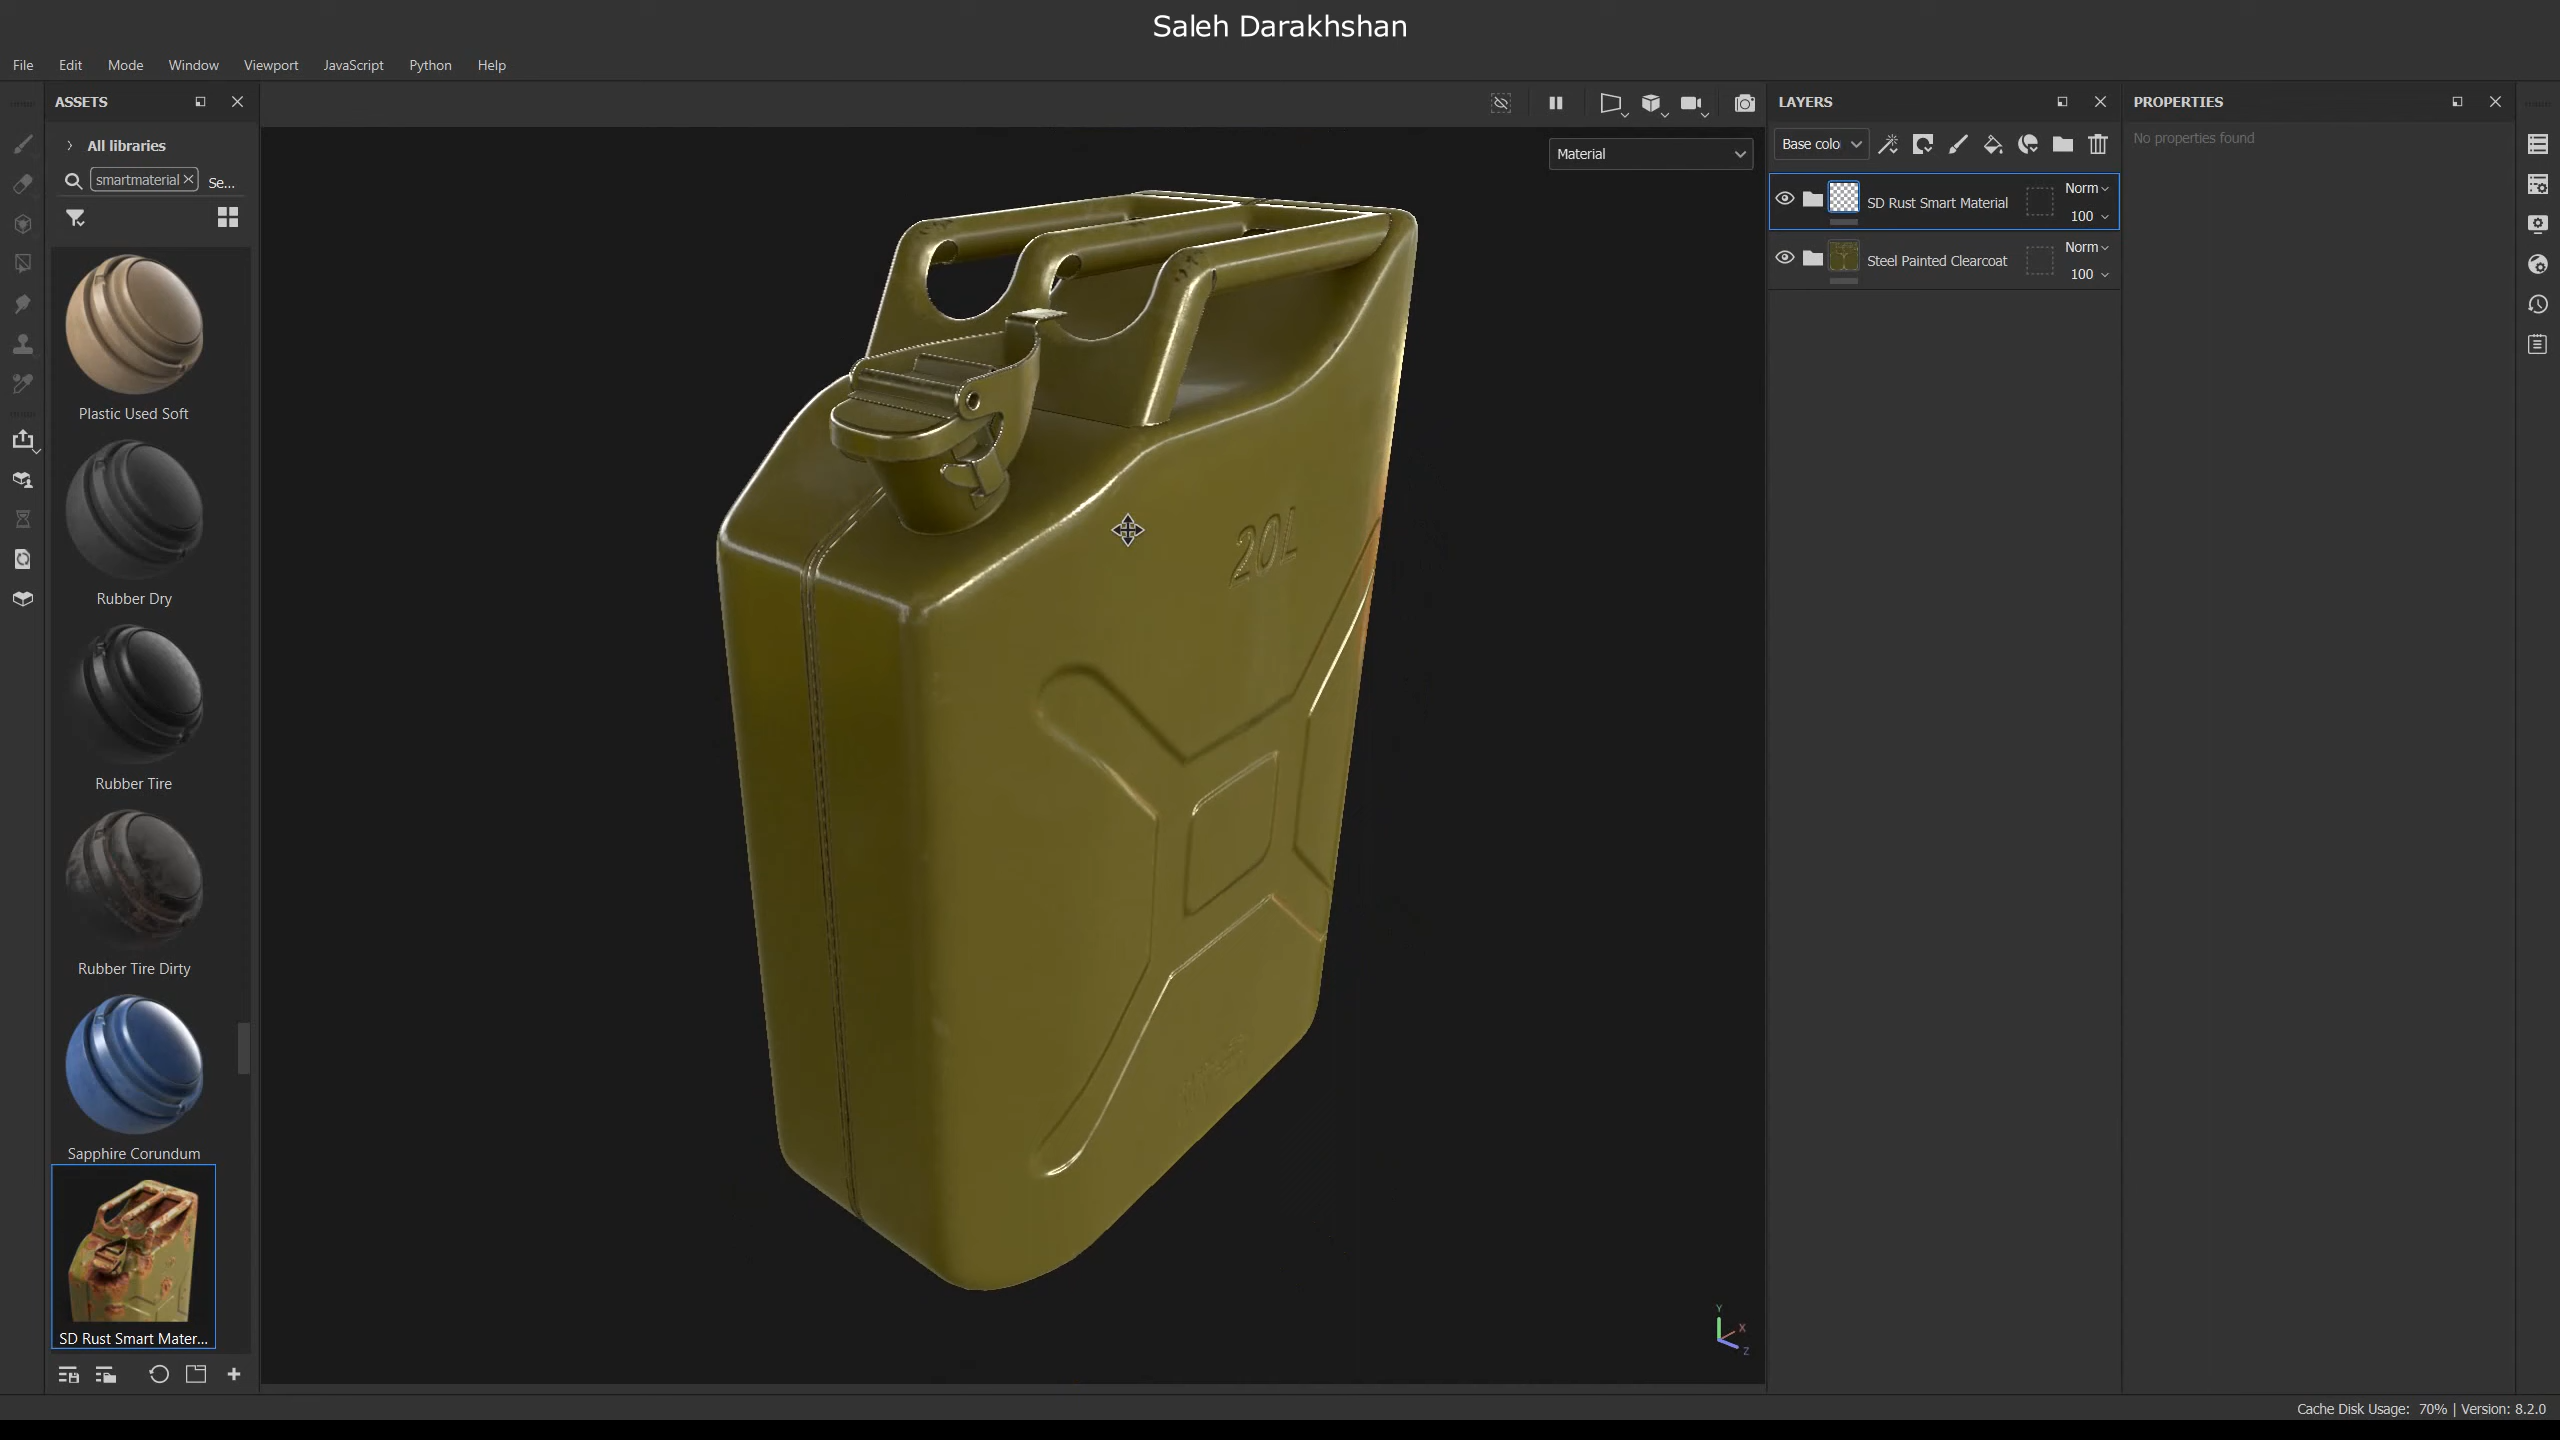 Saleh Darakhshan
File Edit Mode Window Viewport JavaScript Python Help
ASSETS
All libraries
smartmaterial Se...
Plastic Used Soft
Rubber Dry
Rubber Tire
Rubber Tire Dirty
Sapphire Corundum
SD Rust Smart Mater...
Material
20L
Y
X
Z
LAYERS
Base colo
SD Rust Smart Material
Norm
100
Steel Painted Clearcoat
Norm
100
PROPERTIES
No properties found
Cache Disk Usage: 70% | Version: 8.2.0